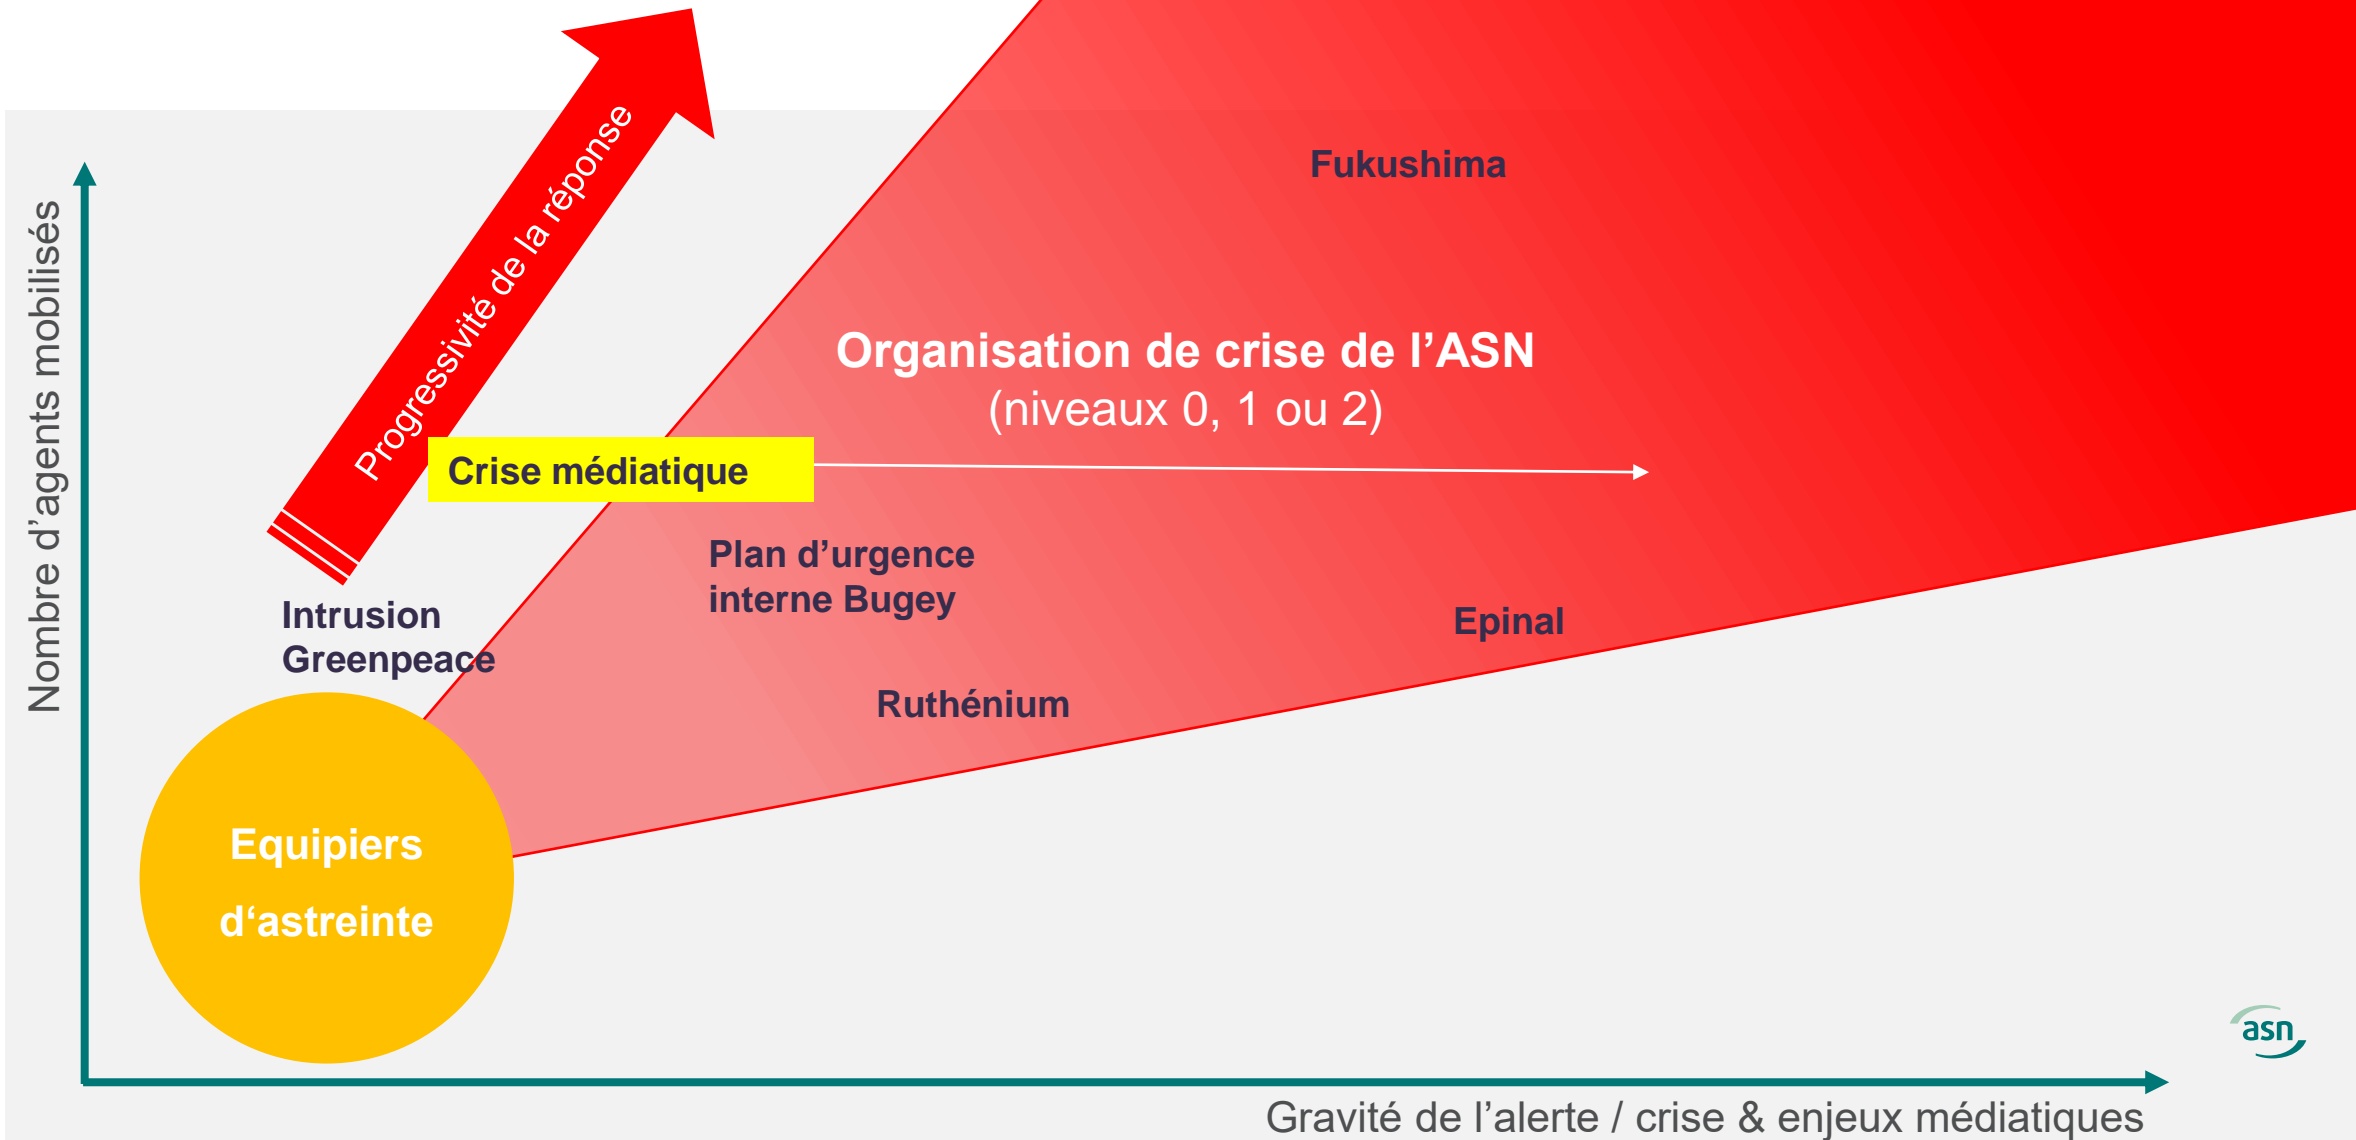 Progressivité de la réponse
Nombre d'agents mobilisés
Fukushima
Organisation de crise de l’ASN
(niveaux 0, 1 ou 2)
Crise médiatique
Plan d’urgence
interne Bugey
Intrusion
Greenpeace
Epinal
Ruthénium
Equipiers
d‘astreinte
asn
Gravité de l’alerte / crise & enjeux médiatiques